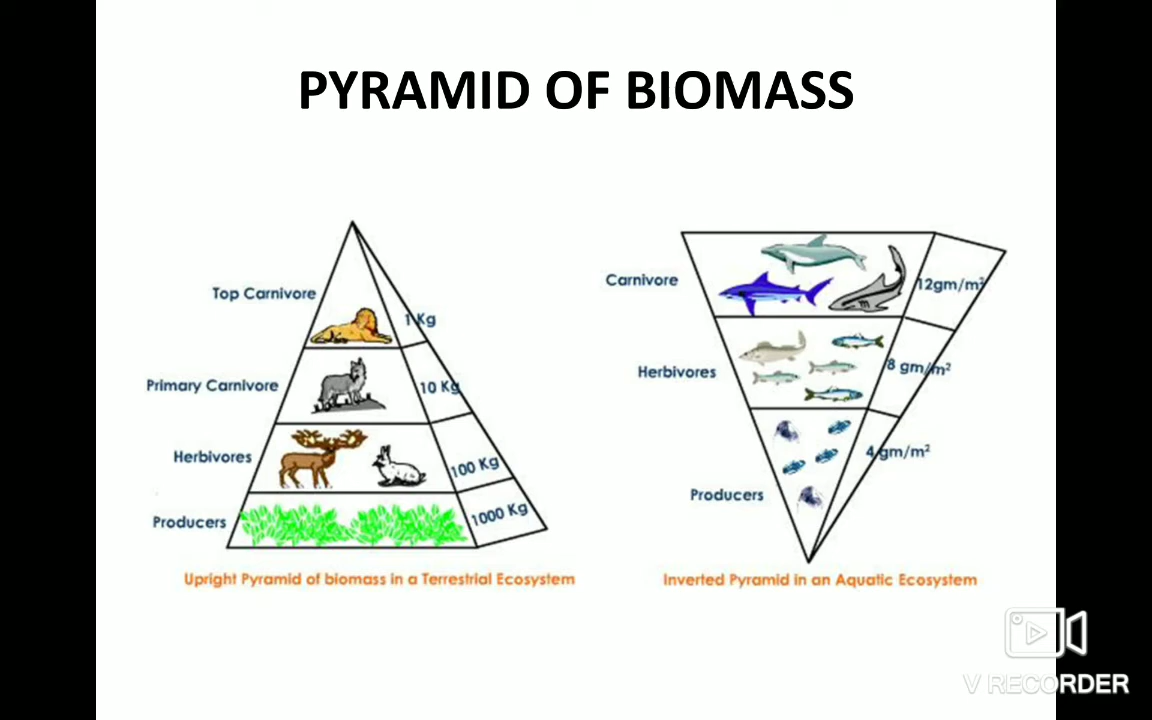 PYRAMID OF BIOMASS
Top Carnivore
1 Kg
Primary Carnivore
10 Kg
Herbivores
100 Kg
Producers
1000 Kg
Upright Pyramid of biomass in a Terrestrial Ecosystem
Carnivore
12gm/m²
Herbivores
8 gm/m²
4 gm/m²
Producers
Inverted Pyramid in an Aquatic Ecosystem
V RECORDER